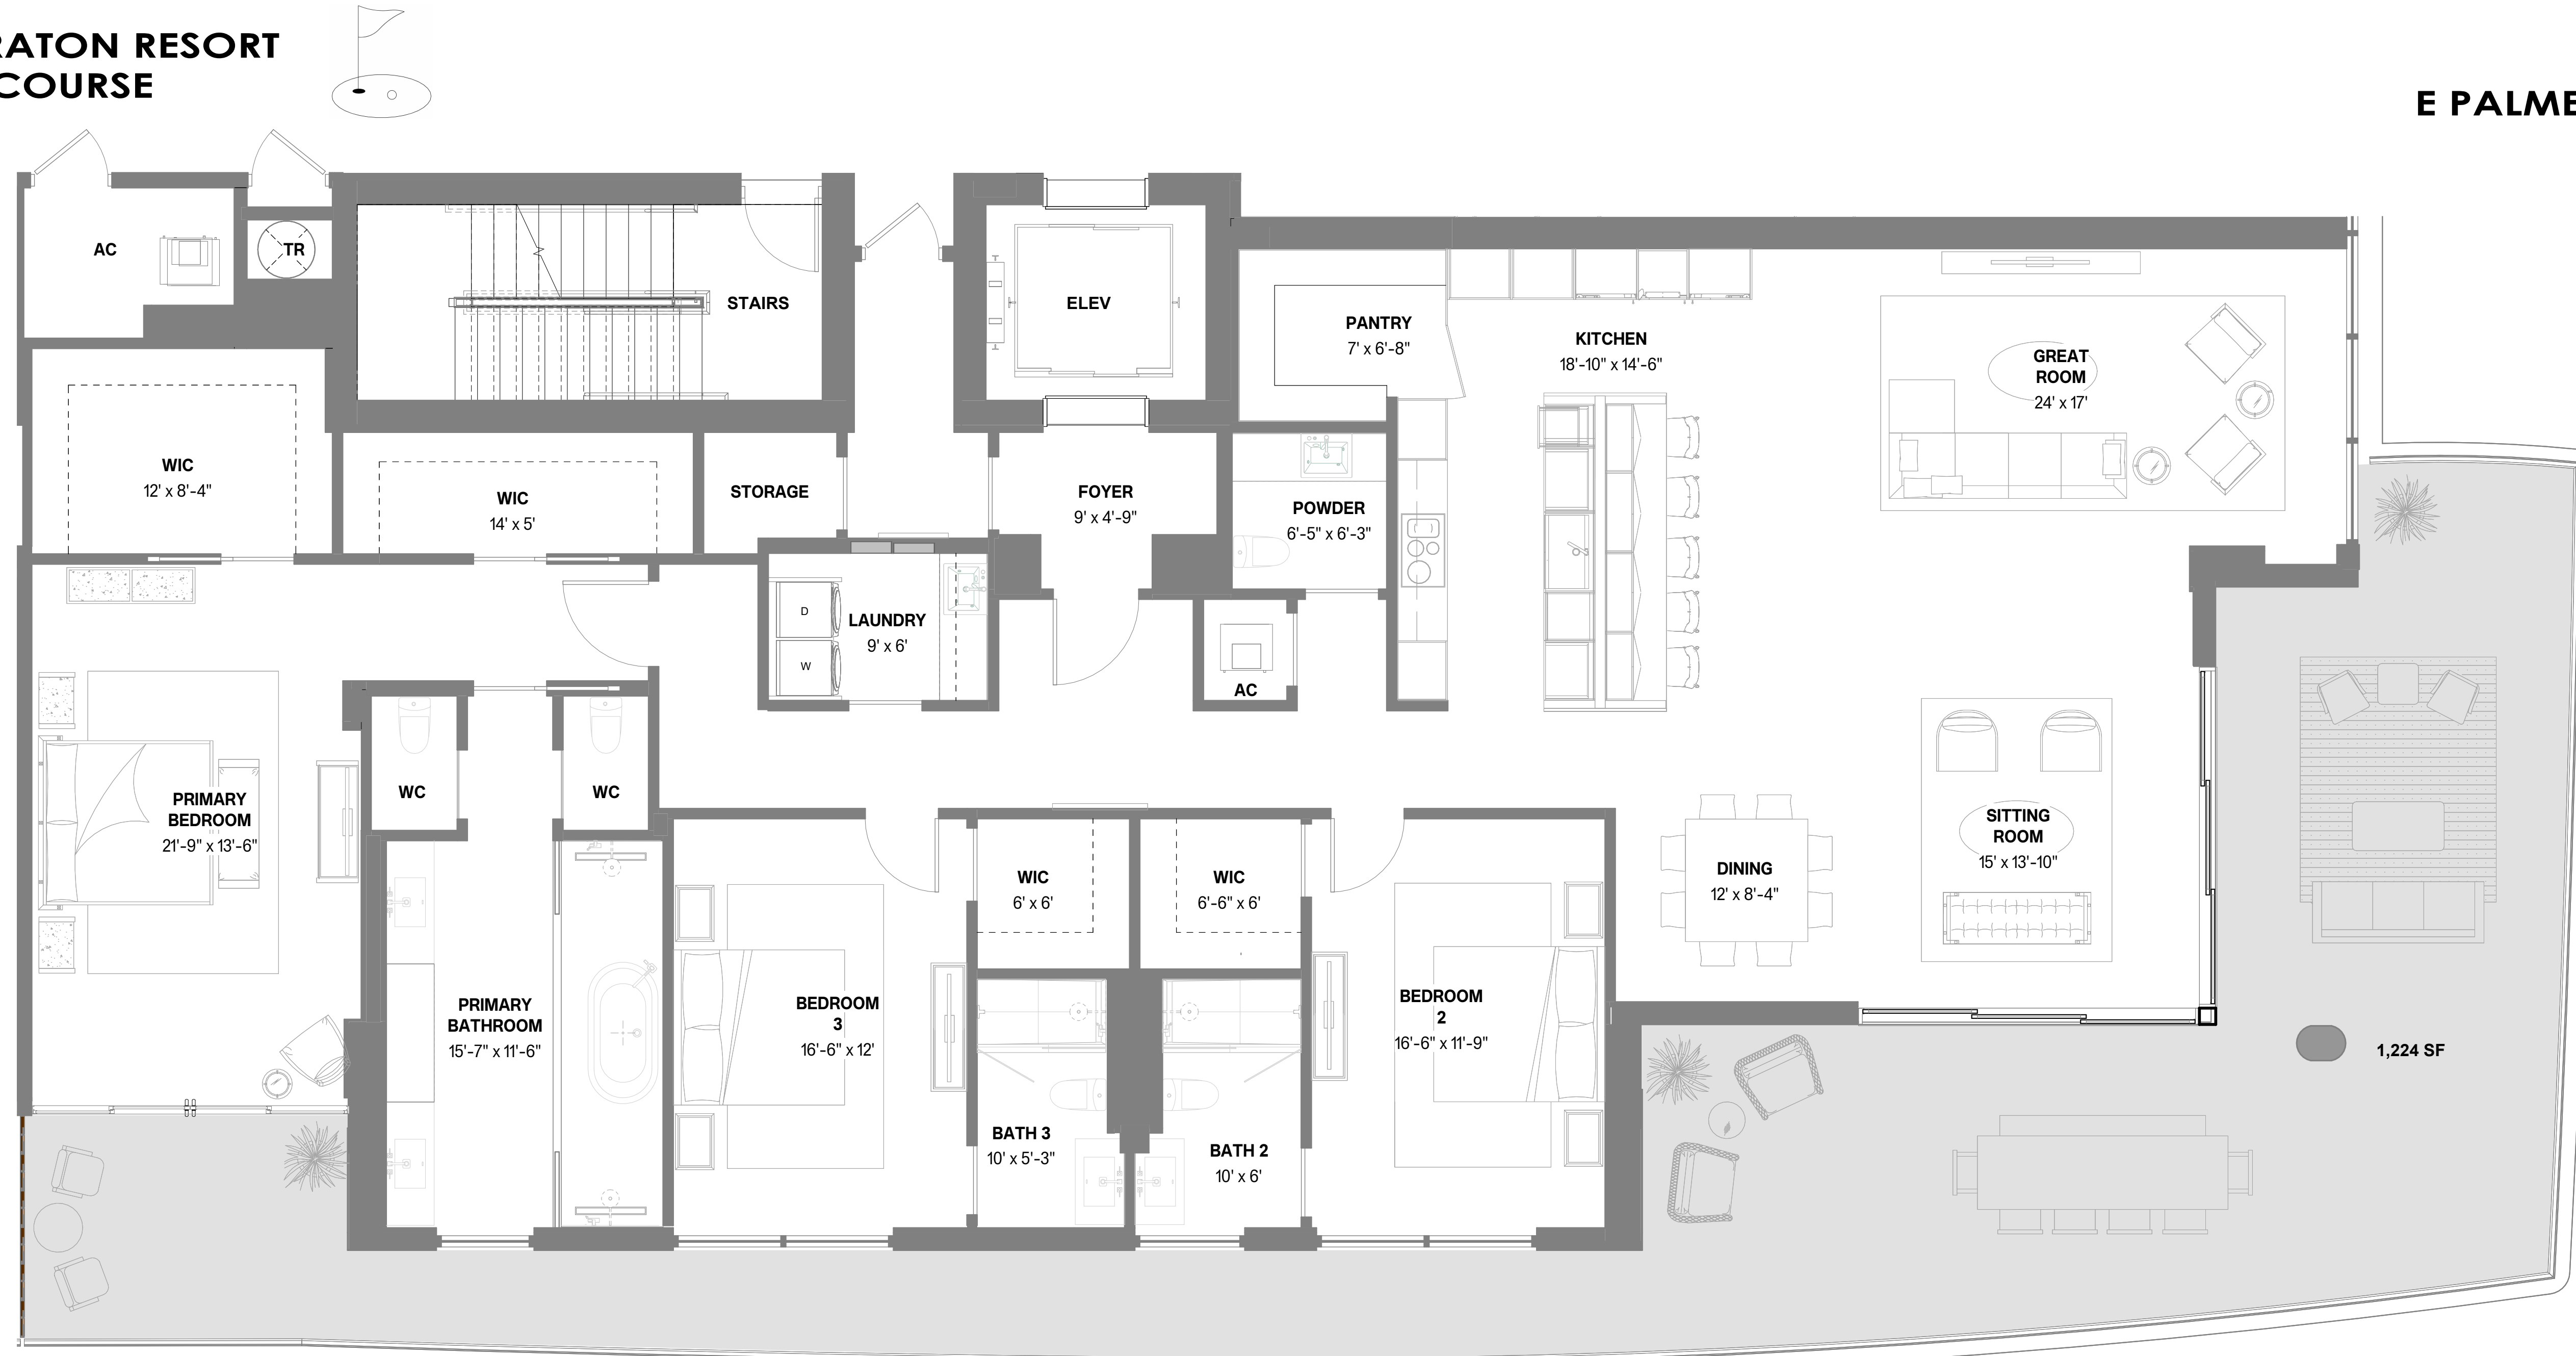 RATON RESORT
COURSE
E PALME
AC
TR
STAIRS
ELEV
PANTRY
7' x 6'-8"
KITCHEN
18'-10" x 14'-6"
GREAT
ROOM
24' x 17'
WIC
12' x 8'-4"
WIC
14' x 5'
STORAGE
FOYER
9' x 4'-9"
POWDER
6'-5" x 6'-3"
D
W
LAUNDRY
9' x 6'
AC
PRIMARY
BEDROOM
21'-9" x 13'-6"
WC
WC
WIC
6' x 6'
WIC
6'-6" x 6'
DINING
12' x 8'-4"
SITTING
ROOM
15' x 13'-10"
PRIMARY
BATHROOM
15'-7" x 11'-6"
BEDROOM
3
16'-6" x 12'
BEDROOM
2
16'-6" x 11'-9"
BATH 3
10' x 5'-3"
BATH 2
10' x 6'
1,224 SF